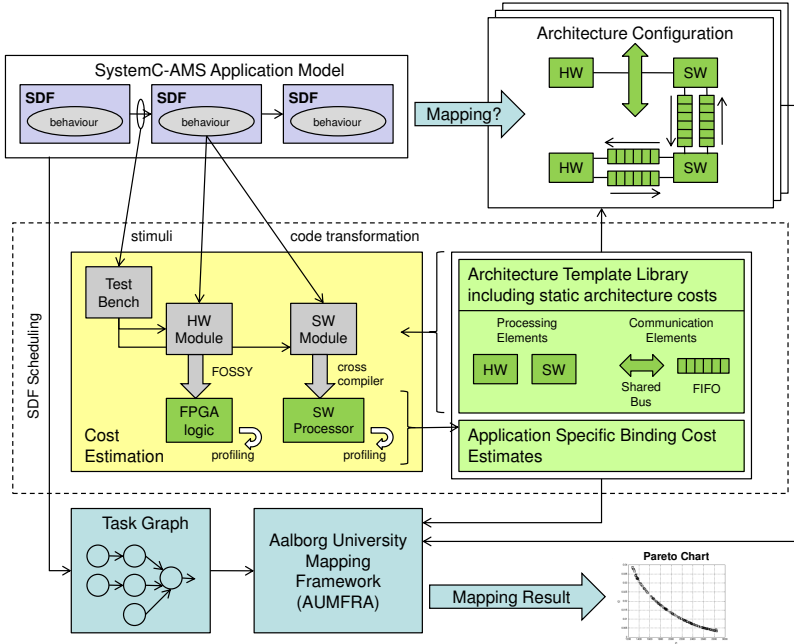 SystemC-AMS Application Model
SDF
behaviour
SDF
behaviour
SDF
behaviour
Mapping?
Architecture Configuration
HW
SW
HW
SW
stimuli
code transformation
SDF Scheduling
Test
Bench
HW
Module
SW
Module
FOSSY
cross
compiler
FPGA
logic
SW
Processor
profiling
profiling
Cost
Estimation
Architecture Template Library
including static architecture costs
Processing
Elements
Communication
Elements
HW
SW
Shared
Bus
FIFO
Application Specific Binding Cost
Estimates
Task Graph
Aalborg University
Mapping
Framework
(AUMFRA)
Mapping Result
Pareto Chart